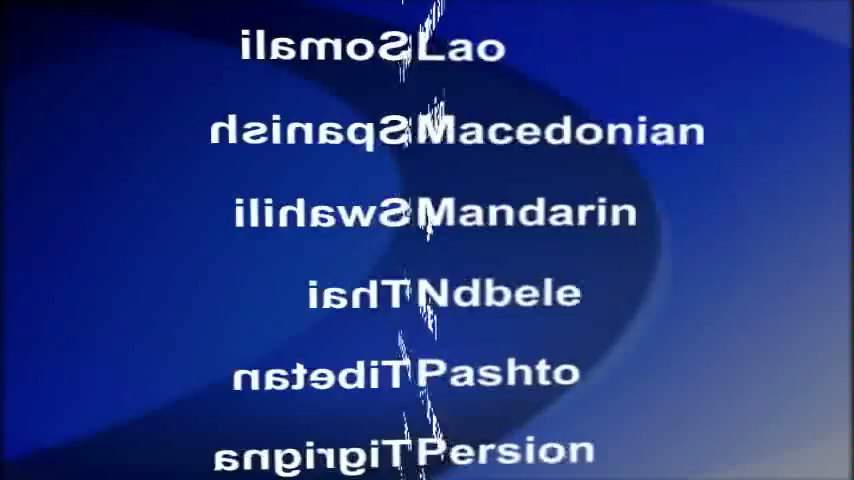 Somali Lao
Spanish Macedonian
Swahili Mandarin
Thai Ndbele
Tibetan Pashto
Tigrigna Persion